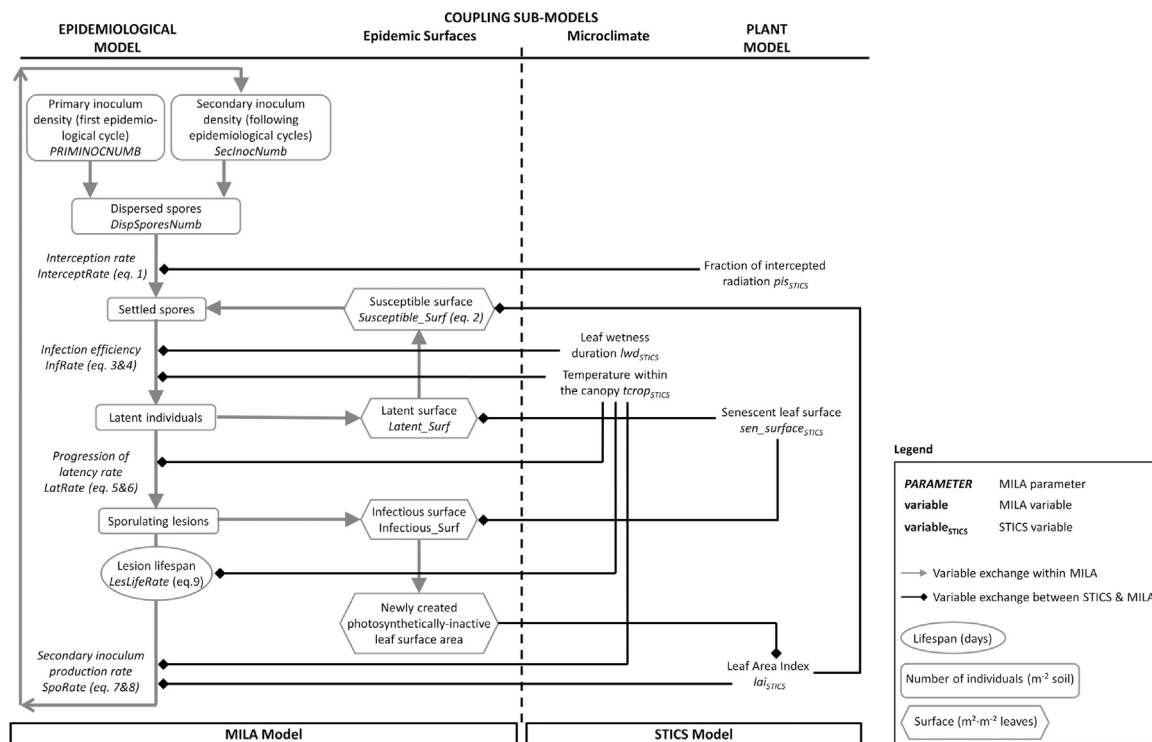 COUPLING SUB-MODELS
EPIDEMIOLOGICAL
MODEL
Epidemic Surfaces
Microclimate
PLANT
MODEL
Primary inoculum
density (first epidemio-
logical cycle)
PRIMINOCNUMB
Secondary inoculum
density (following
epidemiological cycles)
SecInocNumb
Dispersed spores
DispSporesNumb
Interception rate
InterceptRate (eq. 1)
Fraction of intercepted
radiation pisSTICS
Settled spores
Susceptible surface
Susceptible_Surf (eq. 2)
Infection efficiency
InfRate (eq. 3&4)
Leaf wetness
duration lwdSTICS
Temperature within
the canopy tcropSTICS
Latent individuals
Latent surface
Latent_Surf
Senescent leaf surface
sen_surfaceSTICS
Progression of
latency rate
LatRate (eq. 5&6)
Sporulating lesions
Infectious surface
Infectious_Surf
Lesion lifespan
LesLifeRate (eq.9)
Newly created
photosynthetically-inactive
leaf surface area
Secondary inoculum
production rate
SpoRate (eq. 7&8)
Leaf Area Index
laiSTICS
MILA Model
STICS Model
Legend
PARAMETER MILA parameter
variable MILA variable
variableSTICS STICS variable
Variable exchange within MILA
Variable exchange between STICS & MILA
Lifespan (days)
Number of individuals (m-2 soil)
Surface (m²·m-2 leaves)